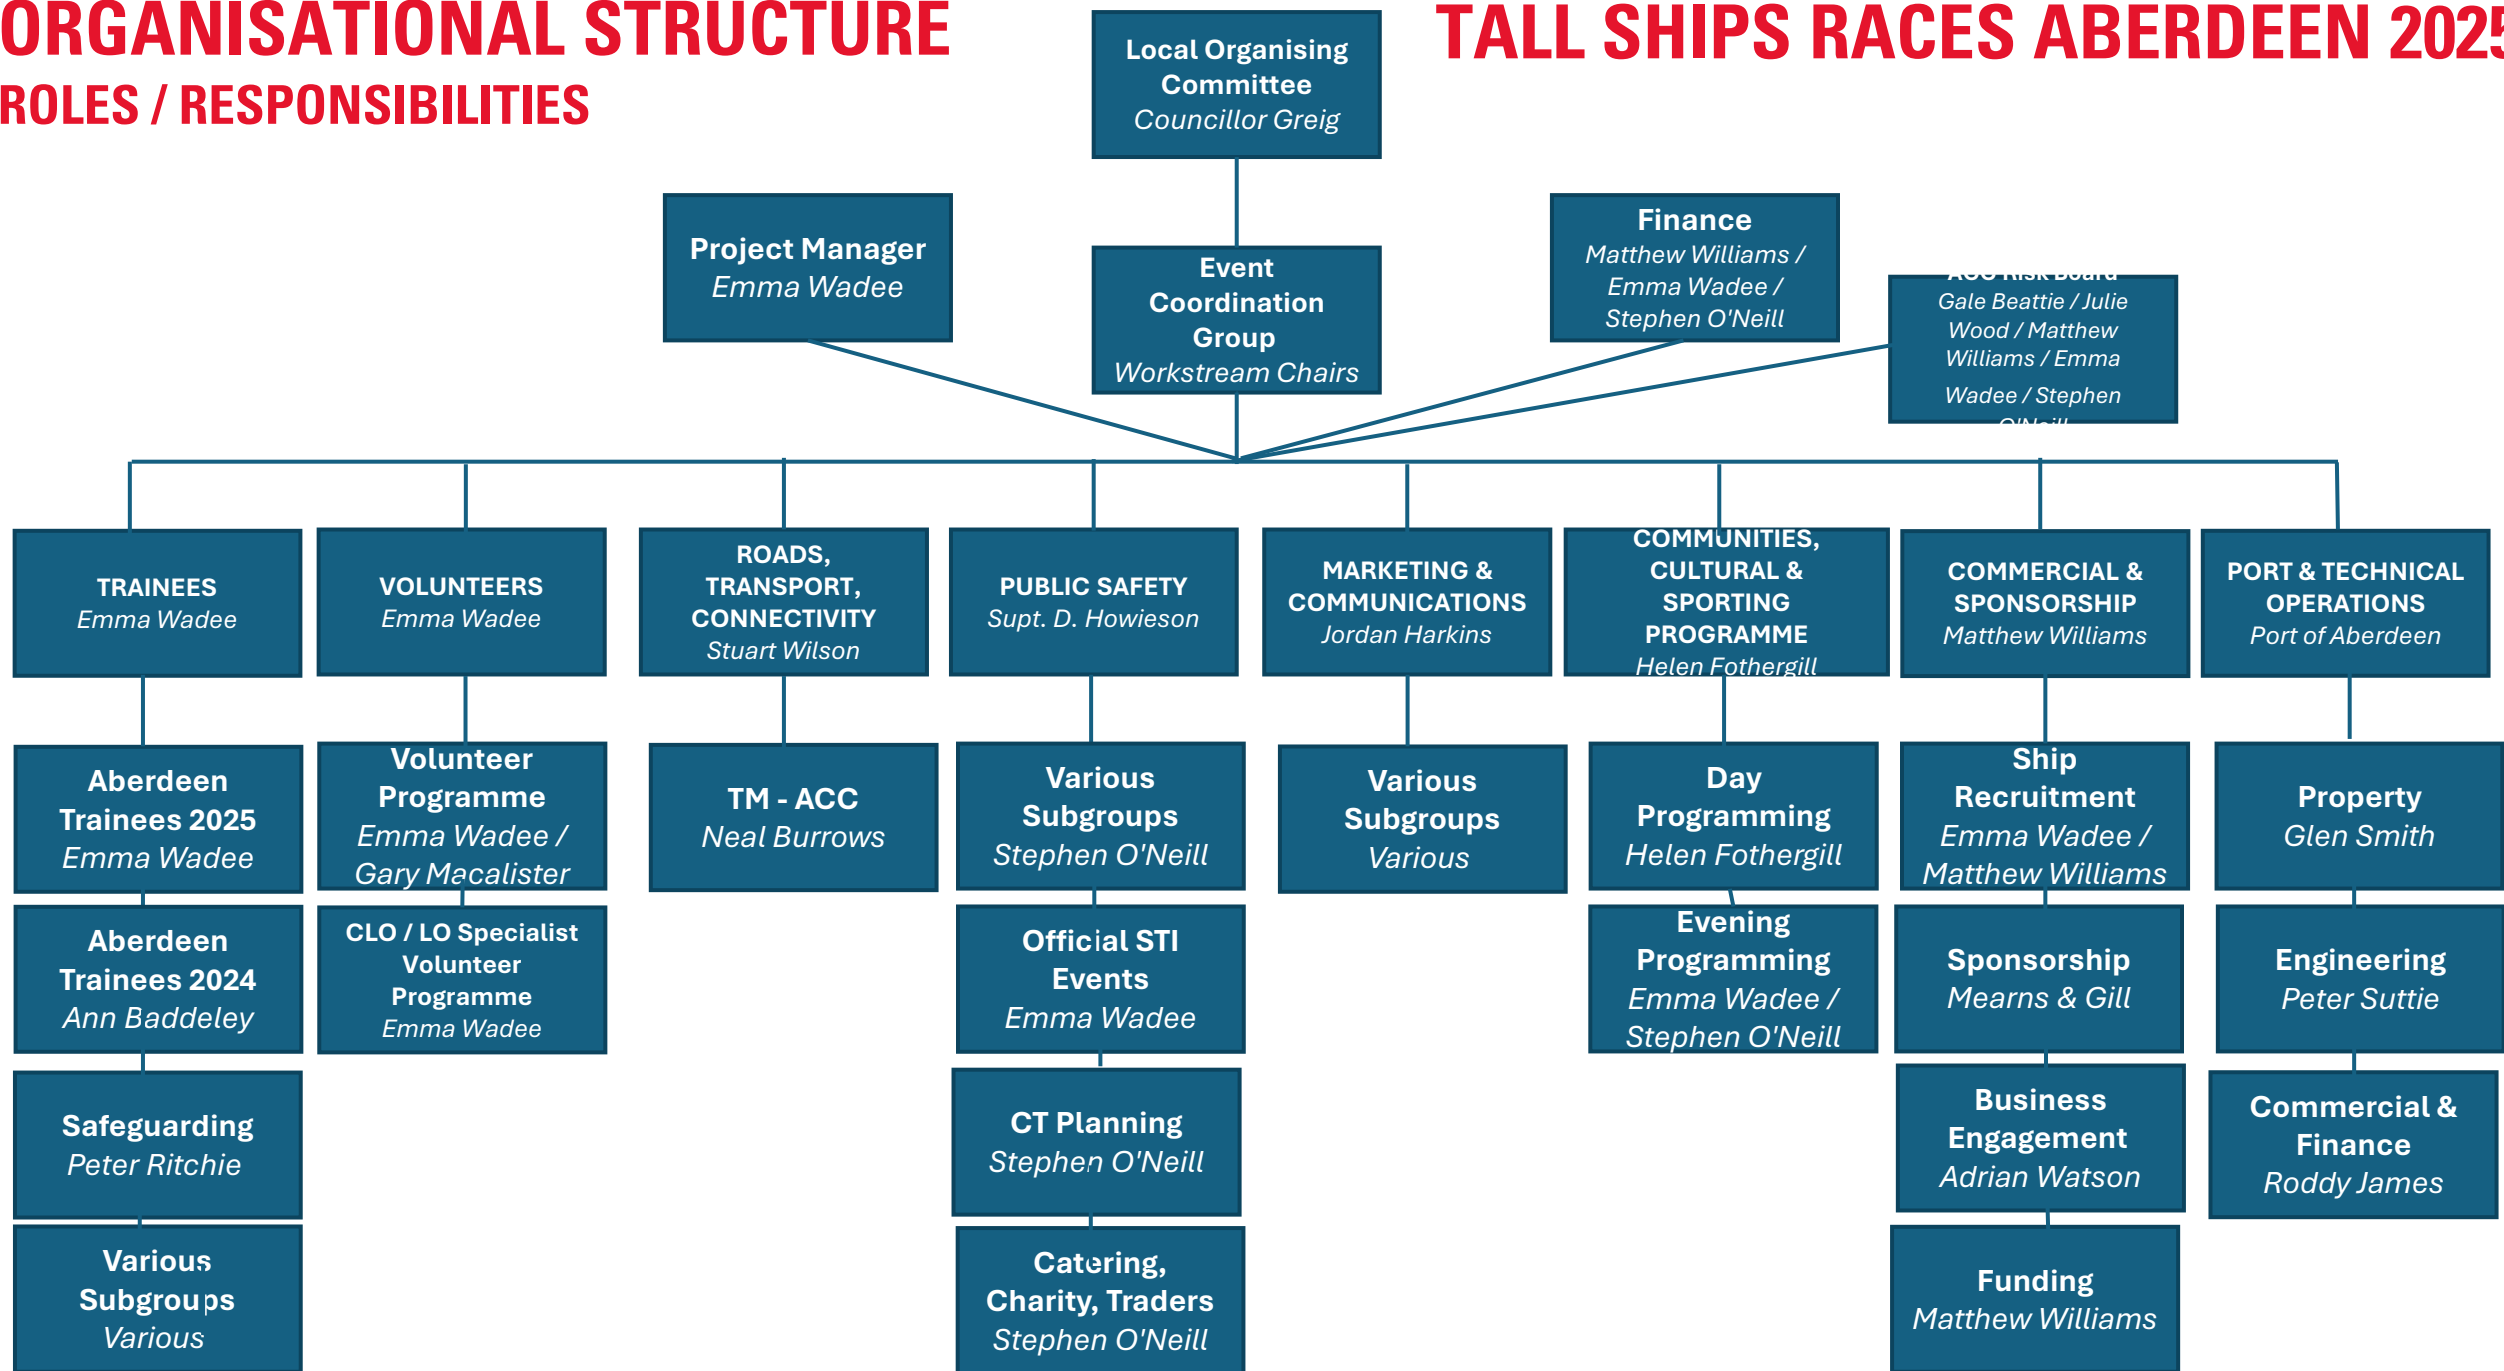 ORGANISATIONAL STRUCTURE
ROLES / RESPONSIBILITIES
TALL SHIPS RACES ABERDEEN 2025
Local Organising
Committee
Councillor Greig
Project Manager
Emma Wadee
Event
Coordination
Group
Workstream Chairs
Finance
Matthew Williams /
Emma Wadee /
Stephen O'Neill
ACC Risk Board
Gale Beattie / Julie
Wood / Matthew
Williams / Emma
Wadee / Stephen
O'Neill
TRAINEES
Emma Wadee
VOLUNTEERS
Emma Wadee
ROADS,
TRANSPORT,
CONNECTIVITY
Stuart Wilson
PUBLIC SAFETY
Supt. D. Howieson
MARKETING &
COMMUNICATIONS
Jordan Harkins
COMMUNITIES,
CULTURAL &
SPORTING
PROGRAMME
Helen Fothergill
COMMERCIAL &
SPONSORSHIP
Matthew Williams
PORT & TECHNICAL
OPERATIONS
Port of Aberdeen
Aberdeen
Trainees 2025
Emma Wadee
Volunteer
Programme
Emma Wadee /
Gary Macalister
TM - ACC
Neal Burrows
Various
Subgroups
Stephen O'Neill
Various
Subgroups
Various
Day
Programming
Helen Fothergill
Ship
Recruitment
Emma Wadee /
Matthew Williams
Property
Glen Smith
Aberdeen
Trainees 2024
Ann Baddeley
CLO / LO Specialist
Volunteer
Programme
Emma Wadee
Official STI
Events
Emma Wadee
Evening
Programming
Emma Wadee /
Stephen O'Neill
Sponsorship
Mearns & Gill
Engineering
Peter Suttie
Safeguarding
Peter Ritchie
CT Planning
Stephen O'Neill
Business
Engagement
Adrian Watson
Commercial &
Finance
Roddy James
Various
Subgroups
Various
Catering,
Charity, Traders
Stephen O'Neill
Funding
Matthew Williams